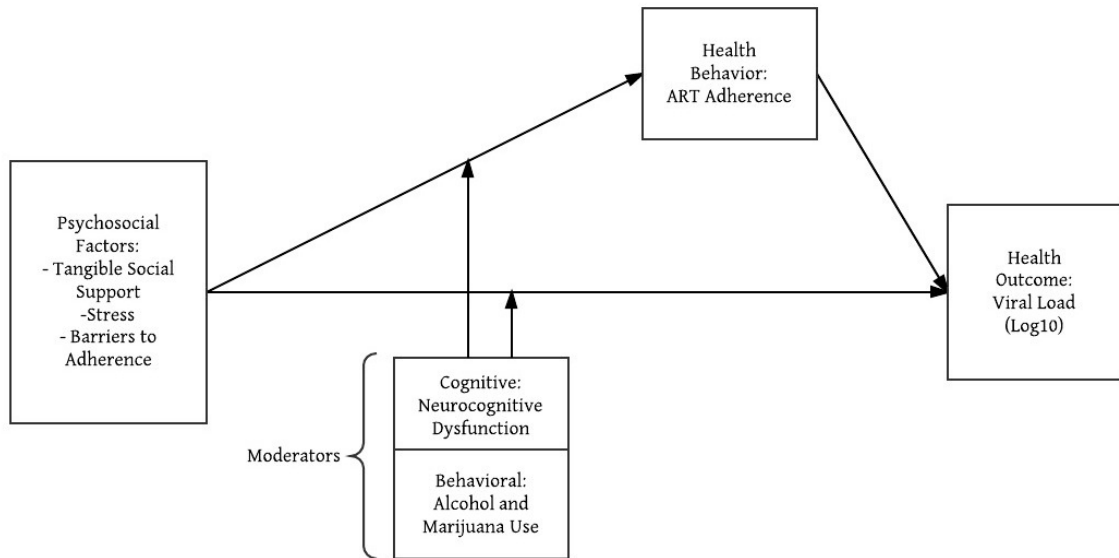 Health
Behavior:
ART Adherence
Psychosocial
Factors:
- Tangible Social
Support
-Stress
- Barriers to
Adherence
Health
Outcome:
Viral Load
(Log10)
Moderators
Cognitive:
Neurocognitive
Dysfunction
Behavioral:
Alcohol and
Marijuana Use